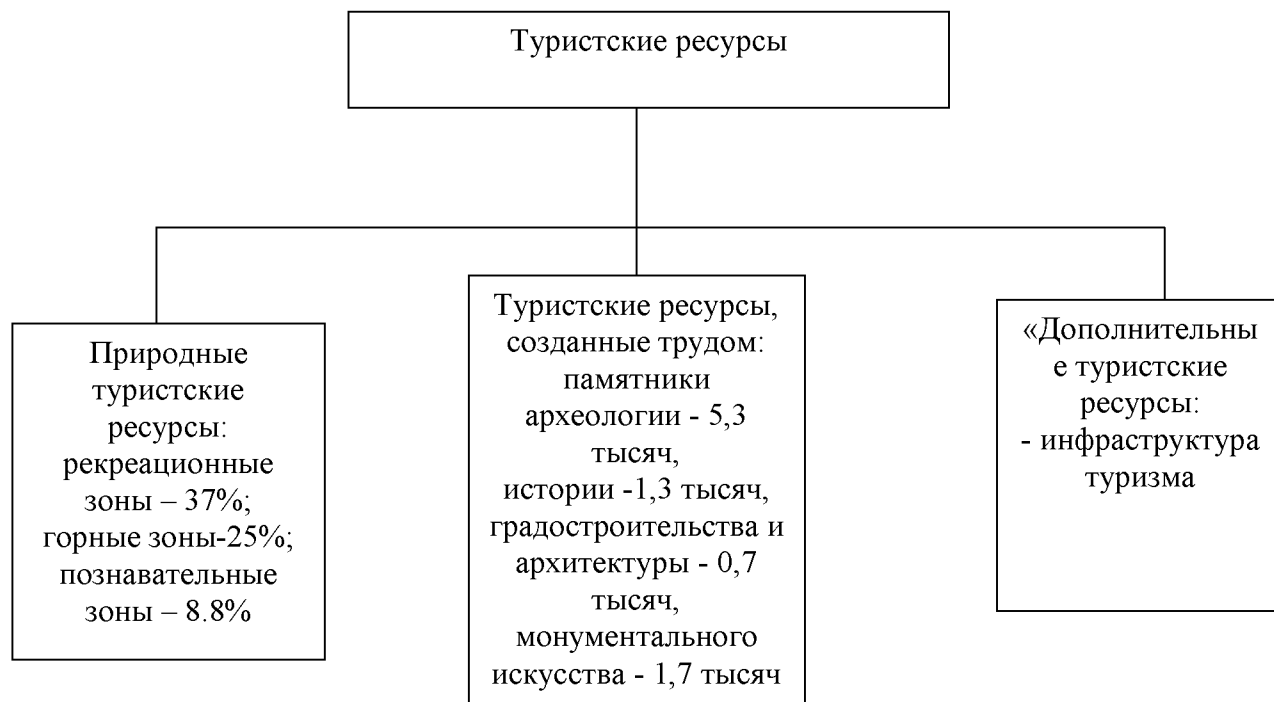 Туристские ресурсы
Природные
туристские
ресурсы:
рекреационные
зоны – 37%;
горные зоны-25%;
познавательные
зоны – 8.8%
Туристские ресурсы,
созданные трудом:
памятники
археологии - 5,3
тысяч,
истории -1,3 тысяч,
градостроительства и
архитектуры - 0,7
тысяч,
монументального
искусства - 1,7 тысяч
«Дополнительны
е туристские
ресурсы:
- инфраструктура
туризма